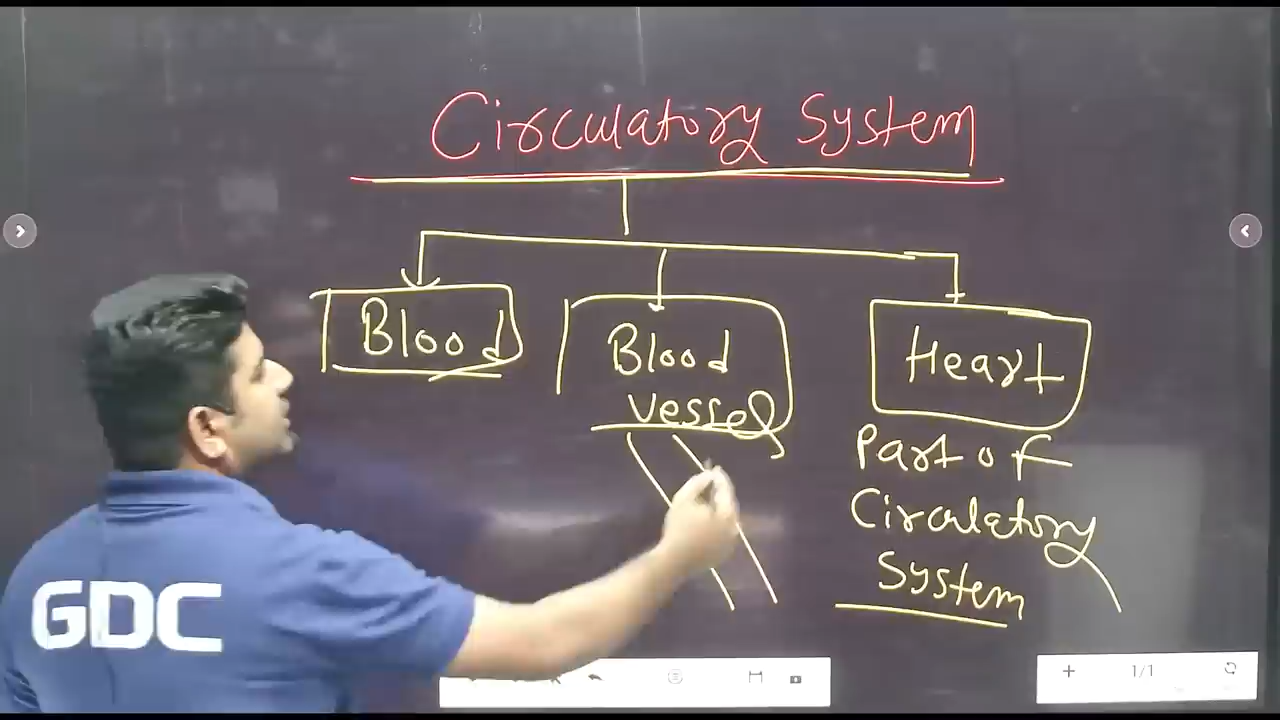 Circulatory System
Blood
Blood
vessel
Heart
Part of
Circulatory
System
GDC
1/1